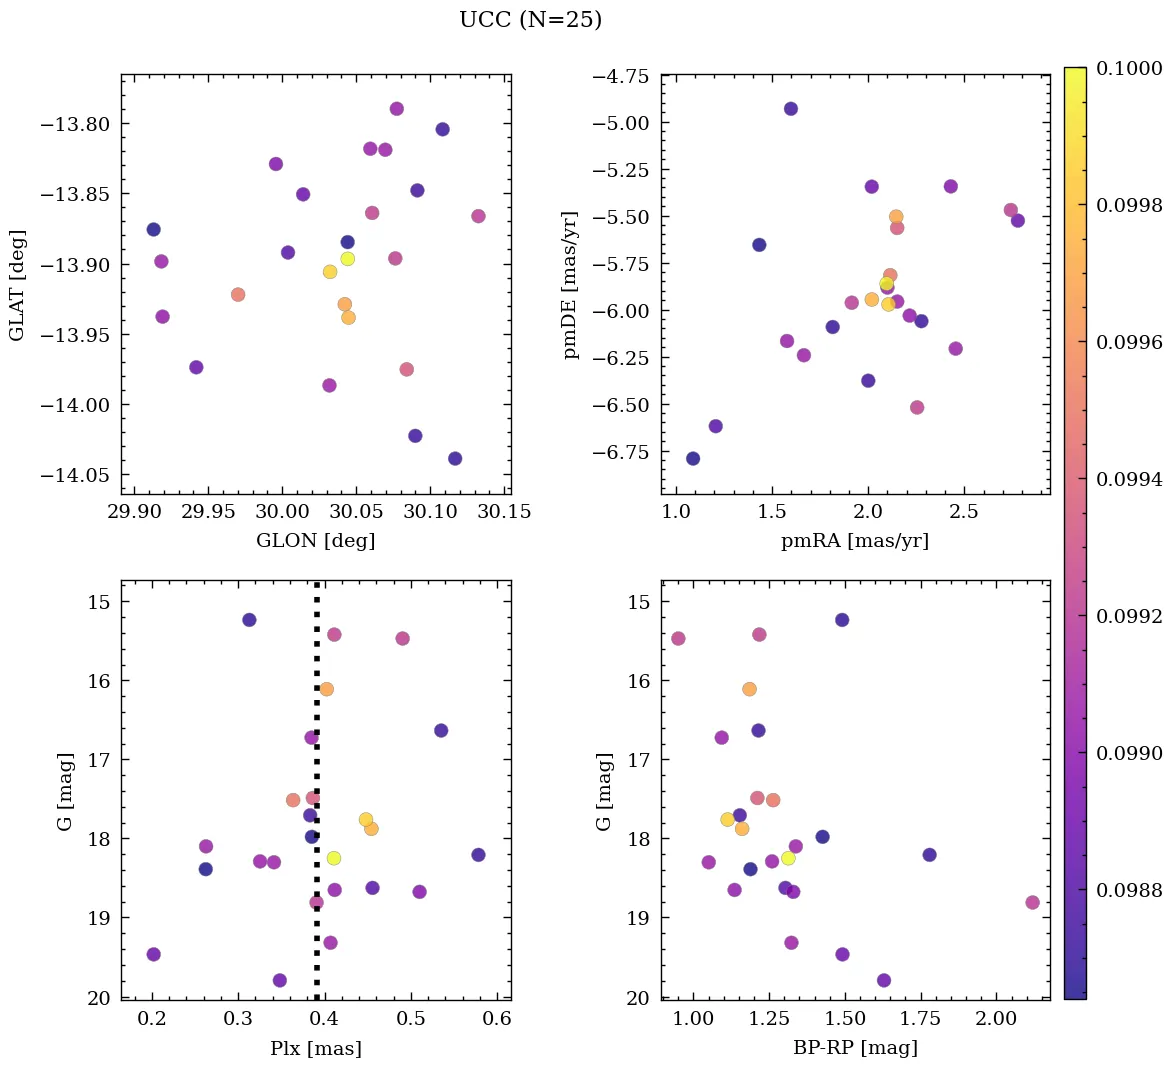 UCC (N=25)
−13.80
−13.85
−13.90
−13.95
−14.00
−14.05
GLAT [deg]
29.90 29.95 30.00 30.05 30.10 30.15
GLON [deg]
−4.75
−5.00
−5.25
−5.50
−5.75
−6.00
−6.25
−6.50
−6.75
pmDE [mas/yr]
1.0 1.5 2.0 2.5
pmRA [mas/yr]
15
16
17
18
19
20
G [mag]
0.2 0.3 0.4 0.5 0.6
Plx [mas]
15
16
17
18
19
20
G [mag]
1.00 1.25 1.50 1.75 2.00
BP-RP [mag]
0.1000
0.0998
0.0996
0.0994
0.0992
0.0990
0.0988